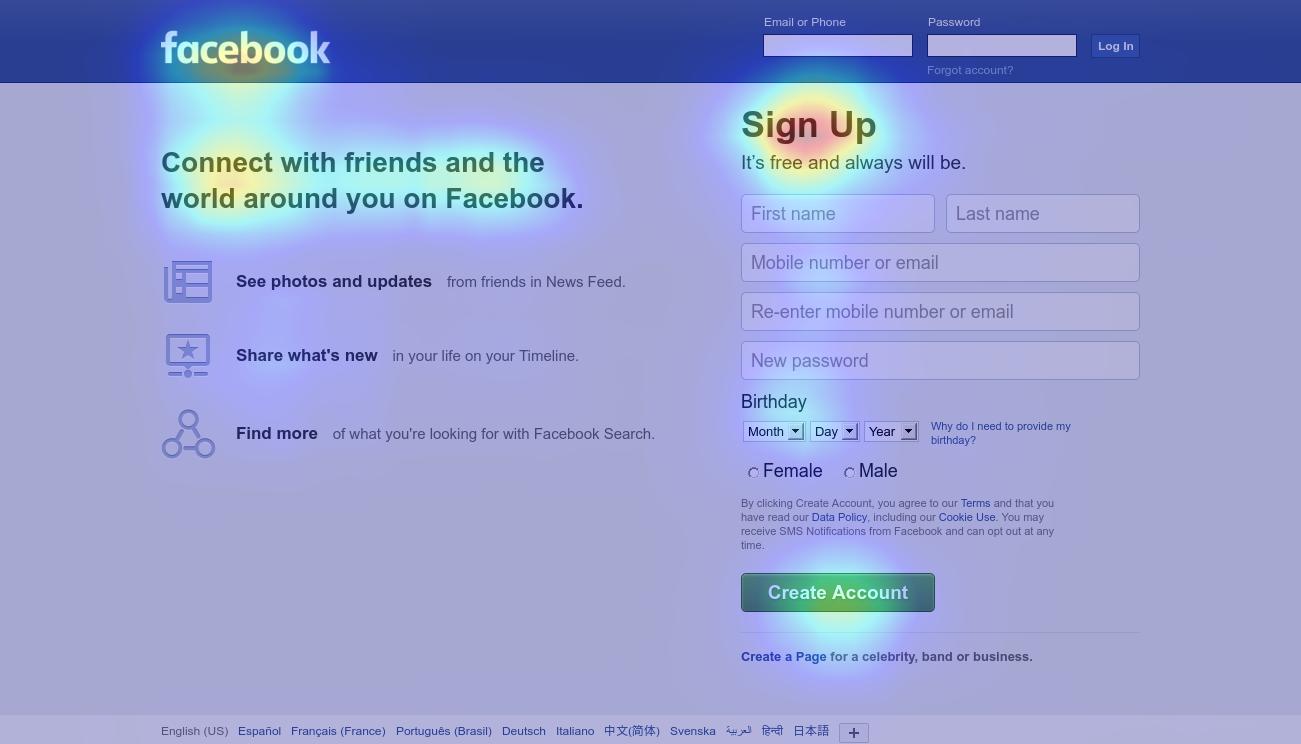 facebook
Email or Phone
Password
Log In
Forgot account?
Connect with friends and the
world around you on Facebook.
See photos and updates from friends in News Feed.
Share what's new in your life on your Timeline.
Find more of what you're looking for with Facebook Search.
Sign Up
It's free and always will be.
First name
Last name
Mobile number or email
Re-enter mobile number or email
New password
Birthday
Month Day Year
Why do I need to provide my
birthday?
Female Male
By clicking Create Account, you agree to our Terms and that you
have read our Data Policy, including our Cookie Use. You may
receive SMS Notifications from Facebook and can opt out at any
time.
Create Account
Create a Page for a celebrity, band or business.
English (US) Español Français (France) Português (Brasil) Deutsch Italiano 中文(简体) Svenska العربية हिन्दी 日本語 +